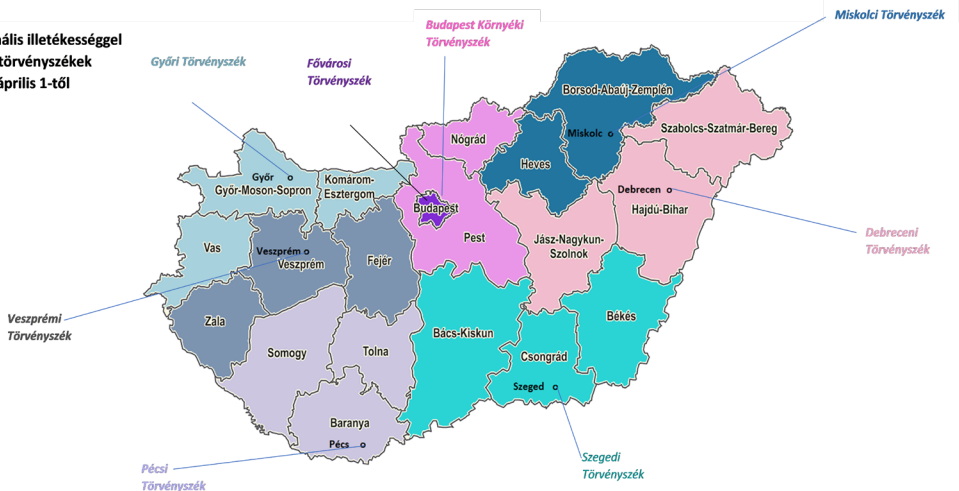 Miskolci Törvényszék
Budapest Környéki
Törvényszék
ális illetékességgel
törvényszékek
április 1-től
Győri Törvényszék
Fővárosi
Törvényszék
Borsod-Abaúj-Zemplén
Szabolcs-Szatmár-Bereg
Nógrád
Miskolc
Heves
Győr
Győr-Moson-Sopron
Komárom-
Esztergom
Debrecen
Hajdú-Bihar
Budapest
Pest
Jász-Nagykun-
Szolnok
Debreceni
Törvényszék
Vas
Veszprém
Veszprém
Fejér
Veszprémi
Törvényszék
Zala
Békés
Bács-Kiskun
Somogy
Tolna
Csongrád
Szeged
Baranya
Pécs
Pécsi
Törvényszék
Szegedi
Törvényszék